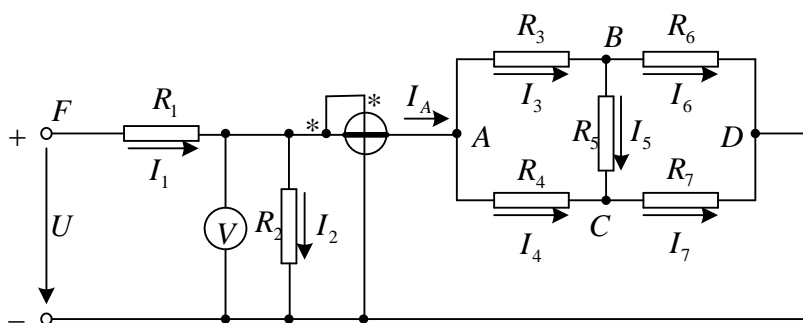 R3 B R6
F R1 * * IA I3 I6
+ A R5 I5 D
I1 R4 R7
U V R2 I2 C
I4 I7
−